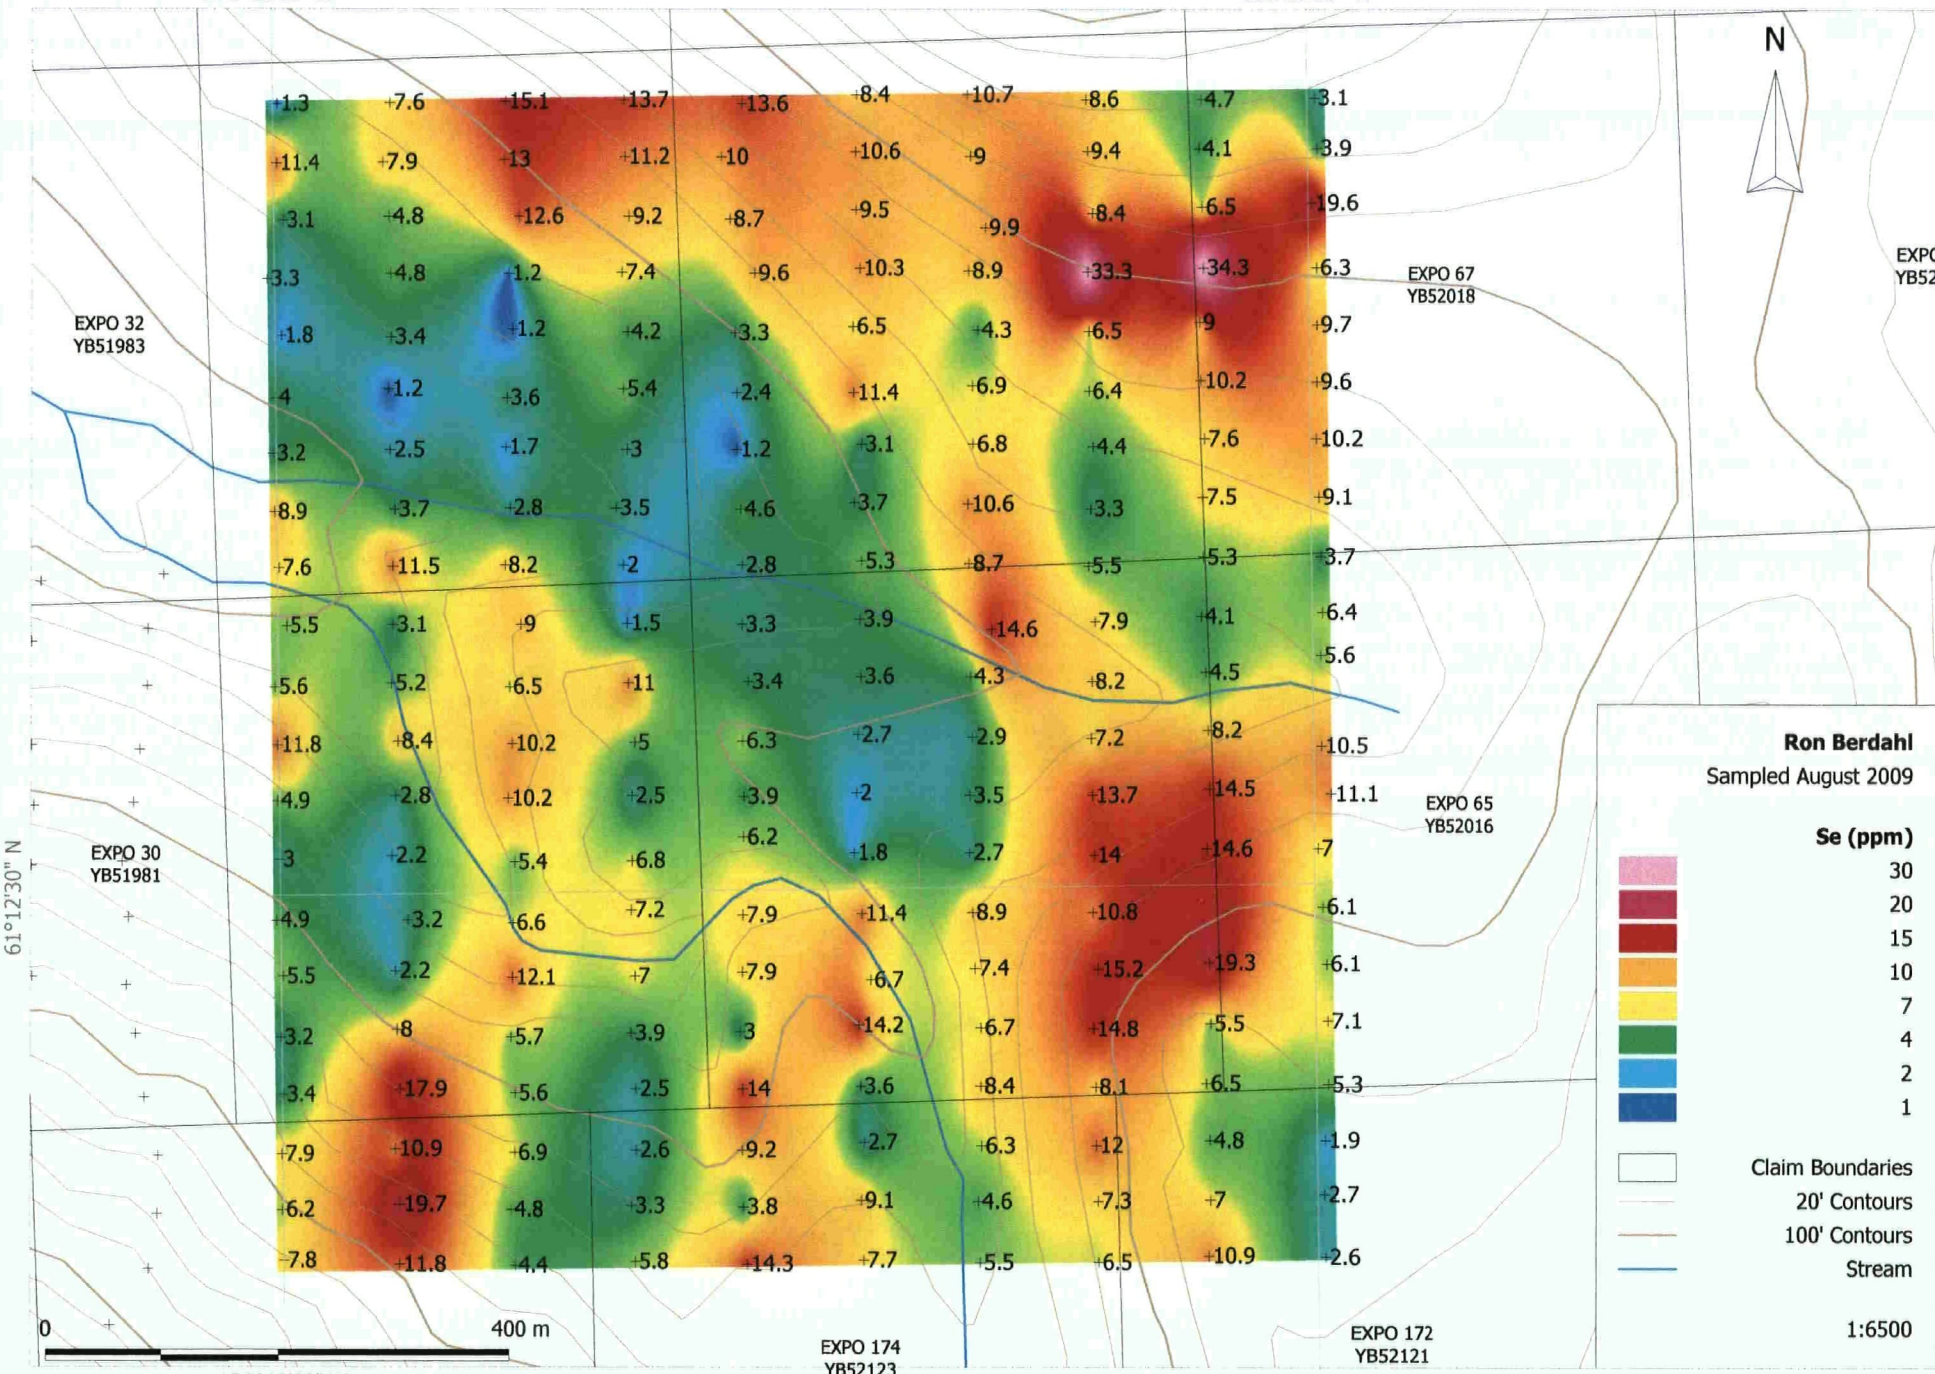 N
+1.3 +7.6 +15.1 +13.7 +13.6 +8.4 +10.7 +8.6 +4.7 +3.1
+11.4 +7.9 +13 +11.2 +10 +10.6 +9 +9.4 +4.1 +3.9
+3.1 +4.8 +12.6 +9.2 +8.7 +9.5 +9.9 +8.4 +6.5 +19.6
+3.3 +4.8 +1.2 +7.4 +9.6 +10.3 +8.9 +33.3 +34.3 +6.3
EXPO 67
YB52018
EXPO
YB52
EXPO 32
YB51983
+1.8 +3.4 +1.2 +4.2 +3.3 +6.5 +4.3 +6.5 +9 +9.7
+4 +1.2 +3.6 +5.4 +2.4 +11.4 +6.9 +6.4 +10.2 +9.6
+3.2 +2.5 +1.7 +3 +1.2 +3.1 +6.8 +4.4 +7.6 +10.2
+8.9 +3.7 +2.8 +3.5 +4.6 +3.7 +10.6 +3.3 +7.5 +9.1
+7.6 +11.5 +8.2 +2 +2.8 +5.3 +8.7 +5.5 +5.3 +3.7
+5.5 +3.1 +9 +1.5 +3.3 +3.9 +14.6 +7.9 +4.1 +6.4
+5.6 +5.2 +6.5 +11 +3.4 +3.6 +4.3 +8.2 +4.5 +5.6
+11.8 +8.4 +10.2 +5 +6.3 +2.7 +2.9 +7.2 +8.2 +10.5
+4.9 +2.8 +10.2 +2.5 +3.9 +2 +3.5 +13.7 +14.5 +11.1
EXPO 65
YB52016
+3 +2.2 +5.4 +6.8 +6.2 +1.8 +2.7 +14 +14.6 +7
EXPO 30
YB51981
61°12'30" N
+4.9 +3.2 +6.6 +7.2 +7.9 +11.4 +8.9 +10.8 +6.1
+5.5 +2.2 +12.1 +7 +7.9 +6.7 +7.4 +15.2 +19.3 +6.1
+3.2 +8 +5.7 +3.9 +3 +14.2 +6.7 +14.8 +5.5 +7.1
+3.4 +17.9 +5.6 +2.5 +14 +3.6 +8.4 +8.1 +6.5 +5.3
+7.9 +10.9 +6.9 +2.6 +9.2 +2.7 +6.3 +12 +4.8 +1.9
+6.2 +19.7 +4.8 +3.3 +3.8 +9.1 +4.6 +7.3 +7 +2.7
+7.8 +11.8 +4.4 +5.8 +14.3 +7.7 +5.5 +6.5 +10.9 +2.6
0 400 m
EXPO 174
YB52123
EXPO 172
YB52121
Ron Berdahl
Sampled August 2009
Se (ppm)
30
20
15
10
7
4
2
1
Claim Boundaries
20' Contours
100' Contours
Stream
1:6500